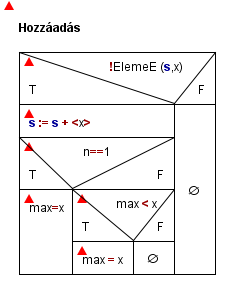 Hozzáadás
!ElemeE (s,x)
T F
s := s + <x>
n==1
∅
T F
max=x
max < x
T F
max = x
∅